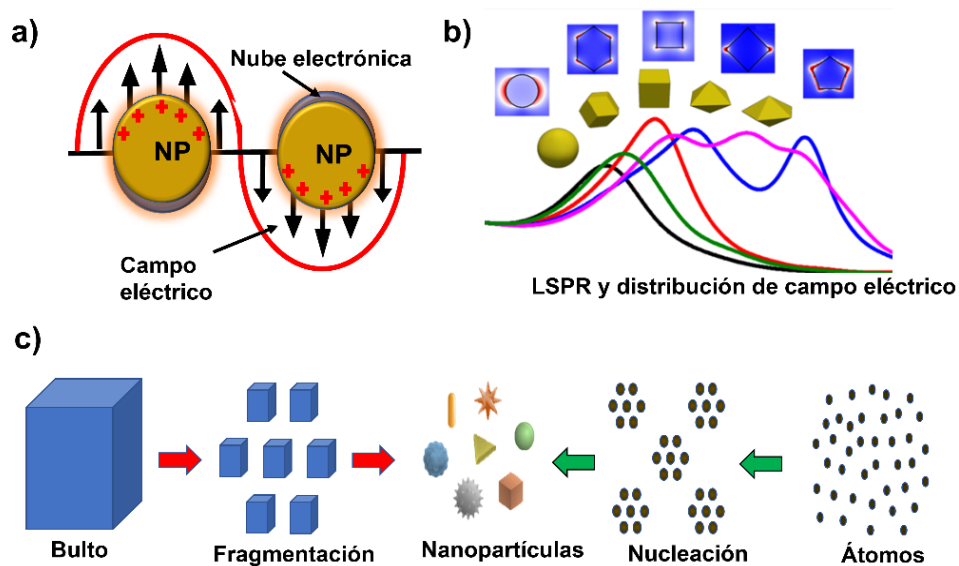 a)
Nube electrónica
NP
NP
Campo
eléctrico
b)
LSPR y distribución de campo eléctrico
c)
Bulto
Fragmentación
Nanopartículas
Nucleación
Átomos